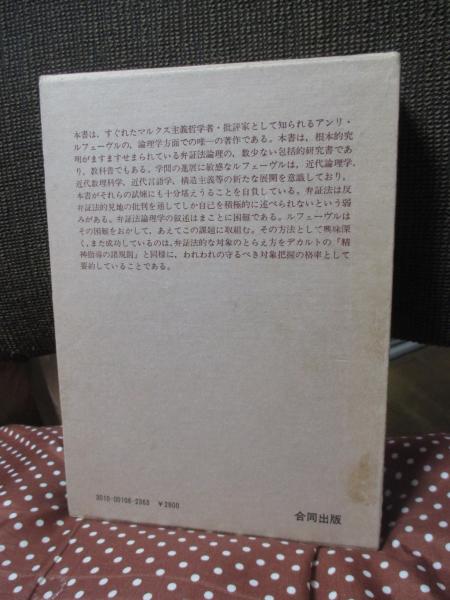 本書は、すぐれたマルクス主義哲学者・批評家として知られるアンリ・
ルフェーヴルの、論理学方面での唯一の著作である。本書は、根本的究
明がますますせまられている弁証法論理の、数少ない包括的研究書であ
り、教科書でもある。学問の進展に敏感なルフェーヴルは、近代論理学、
近代数理科学、近代言語学、構造主義等の新たな展開を意識しており、
本書がそれらの試煉にも十分堪えうることを自負している。弁証法は反
弁証法的見地の批判を通してしか自己を積極的に述べられないという弱
みがある。弁証法論理学の叙述はまことに困難である。ルフェーヴルは
その困難をおかして、あえてこの課題に取組む。その方法として興味深
く、また成功しているのは、弁証法的な対象のとらえ方をデカルトの『精
神指導の諸規則』と同様に、われわれの守るべき対象把握の格率として
要約していることである。
3010-00106-2363 ￥2800
合同出版